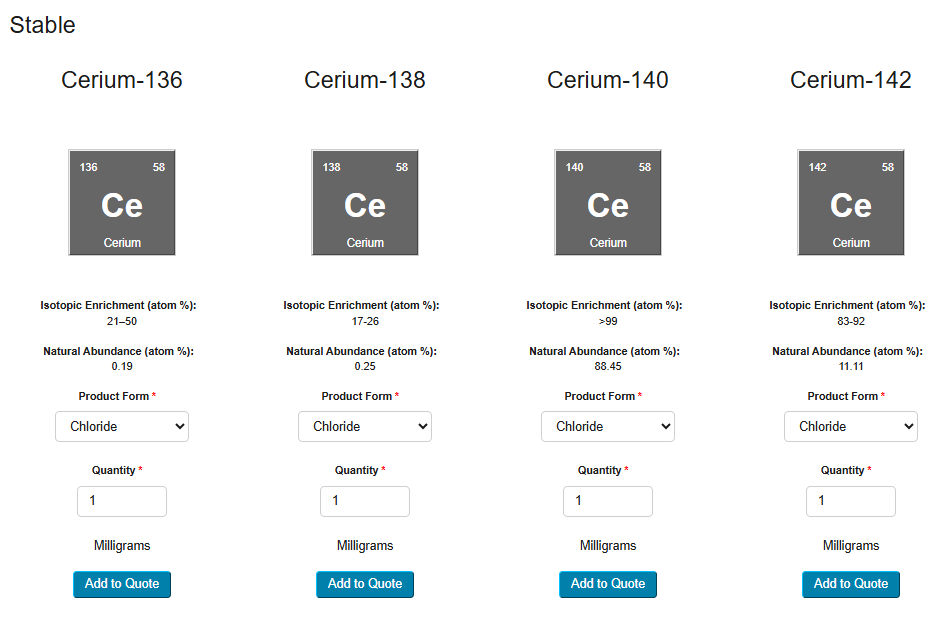 Stable
Cerium-136 Cerium-138 Cerium-140 Cerium-142
136 58 138 58 140 58 142 58
Ce Ce Ce Ce
Cerium Cerium Cerium Cerium
Isotopic Enrichment (atom %): Isotopic Enrichment (atom %): Isotopic Enrichment (atom %): Isotopic Enrichment (atom %):
21–50 17-26 >99 83-92
Natural Abundance (atom %): Natural Abundance (atom %): Natural Abundance (atom %): Natural Abundance (atom %):
0.19 0.25 88.45 11.11
Product Form * Product Form * Product Form * Product Form *
Chloride Chloride Chloride Chloride
Quantity * Quantity * Quantity * Quantity *
1 1 1 1
Milligrams Milligrams Milligrams Milligrams
Add to Quote Add to Quote Add to Quote Add to Quote